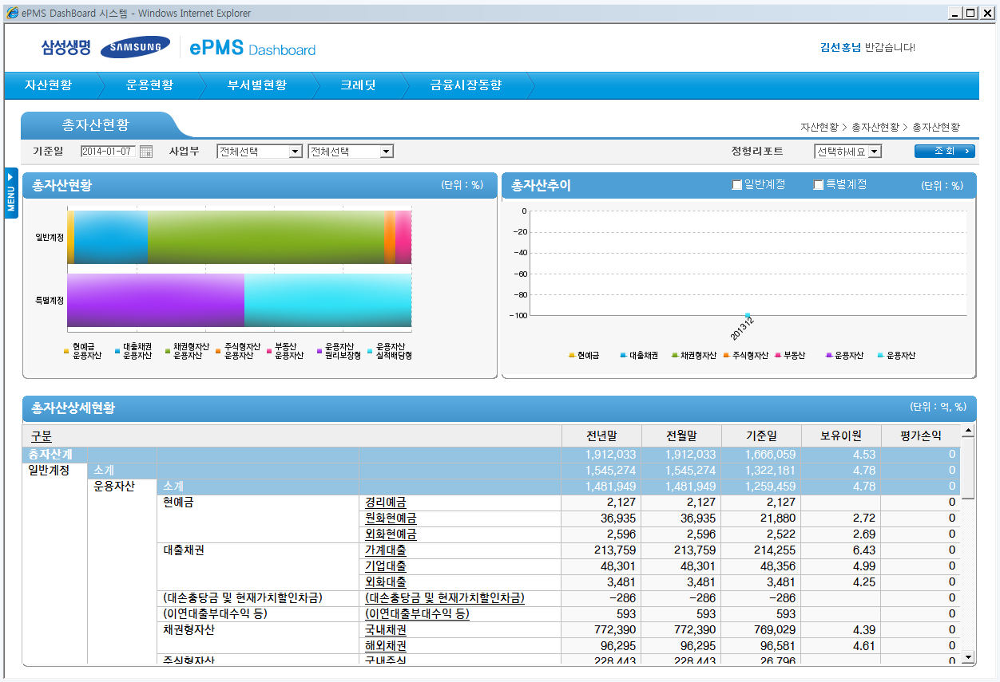 ePMS DashBoard 시스템 - Windows Internet Explorer
삼성생명 SAMSUNG ePMS Dashboard
김선홍님 반갑습니다!
자산현황 운용현황 부서별현황 크레딧 금융시장동향
총자산현황
자산현황 > 총자산현황 > 총자산현황
기준일 2014-01-07 사업부 전체선택 전체선택 정형리포트 선택하세요 조회 >
MENU
총자산현황 (단위 : %)
일반계정
특별계정
현예금 대출채권 채권형자산 주식형자산 부동산 운용자산 운용자산
운용자산 운용자산 운용자산 운용자산 운용자산 원리보장형 실적배당형
총자산추이 일반계정 특별계정 (단위 : %)
0
-20
-40
-60
-80
-100
201312
현예금 대출채권 채권형자산 주식형자산 부동산 운용자산 운용자산
총자산상세현황 (단위 : 억, %)
구분 전년말 전월말 기준일 보유이원 평가손익
총자산계 1,912,033 1,912,033 1,666,059 4.53 0
일반계정 소계 1,545,274 1,545,274 1,322,181 4.78 0
운용자산 소계 1,481,949 1,481,949 1,259,459 4.78 0
현예금 경리예금 2,127 2,127 2,127 0
원화현예금 36,935 36,935 21,880 2.72 0
외화현예금 2,596 2,596 2,522 2.69 0
대출채권 가계대출 213,759 213,759 214,255 6.43 0
기업대출 48,301 48,301 48,356 4.99 0
외화대출 3,481 3,481 3,481 4.25 0
(대손충당금 및 현재가치할인차금) (대손충당금 및 현재가치할인차금) -286 -286 -286 0
(이연대출부대수익 등) (이연대출부대수익 등) 593 593 593 0
채권형자산 국내채권 772,390 772,390 769,029 4.39 0
해외채권 96,295 96,295 96,581 4.61 0
주식형자산 국내주식 228,443 228,443 26,796 0